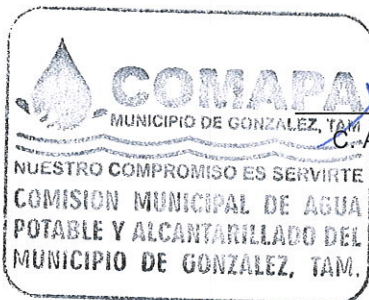 COMAPA
MUNICIPIO DE GONZALEZ, TAM
C. A
NUESTRO COMPROMISO ES SERVIRTE
COMISION MUNICIPAL DE AGUA
POTABLE Y ALCANTARILLADO DEL
MUNICIPIO DE GONZALEZ, TAM.